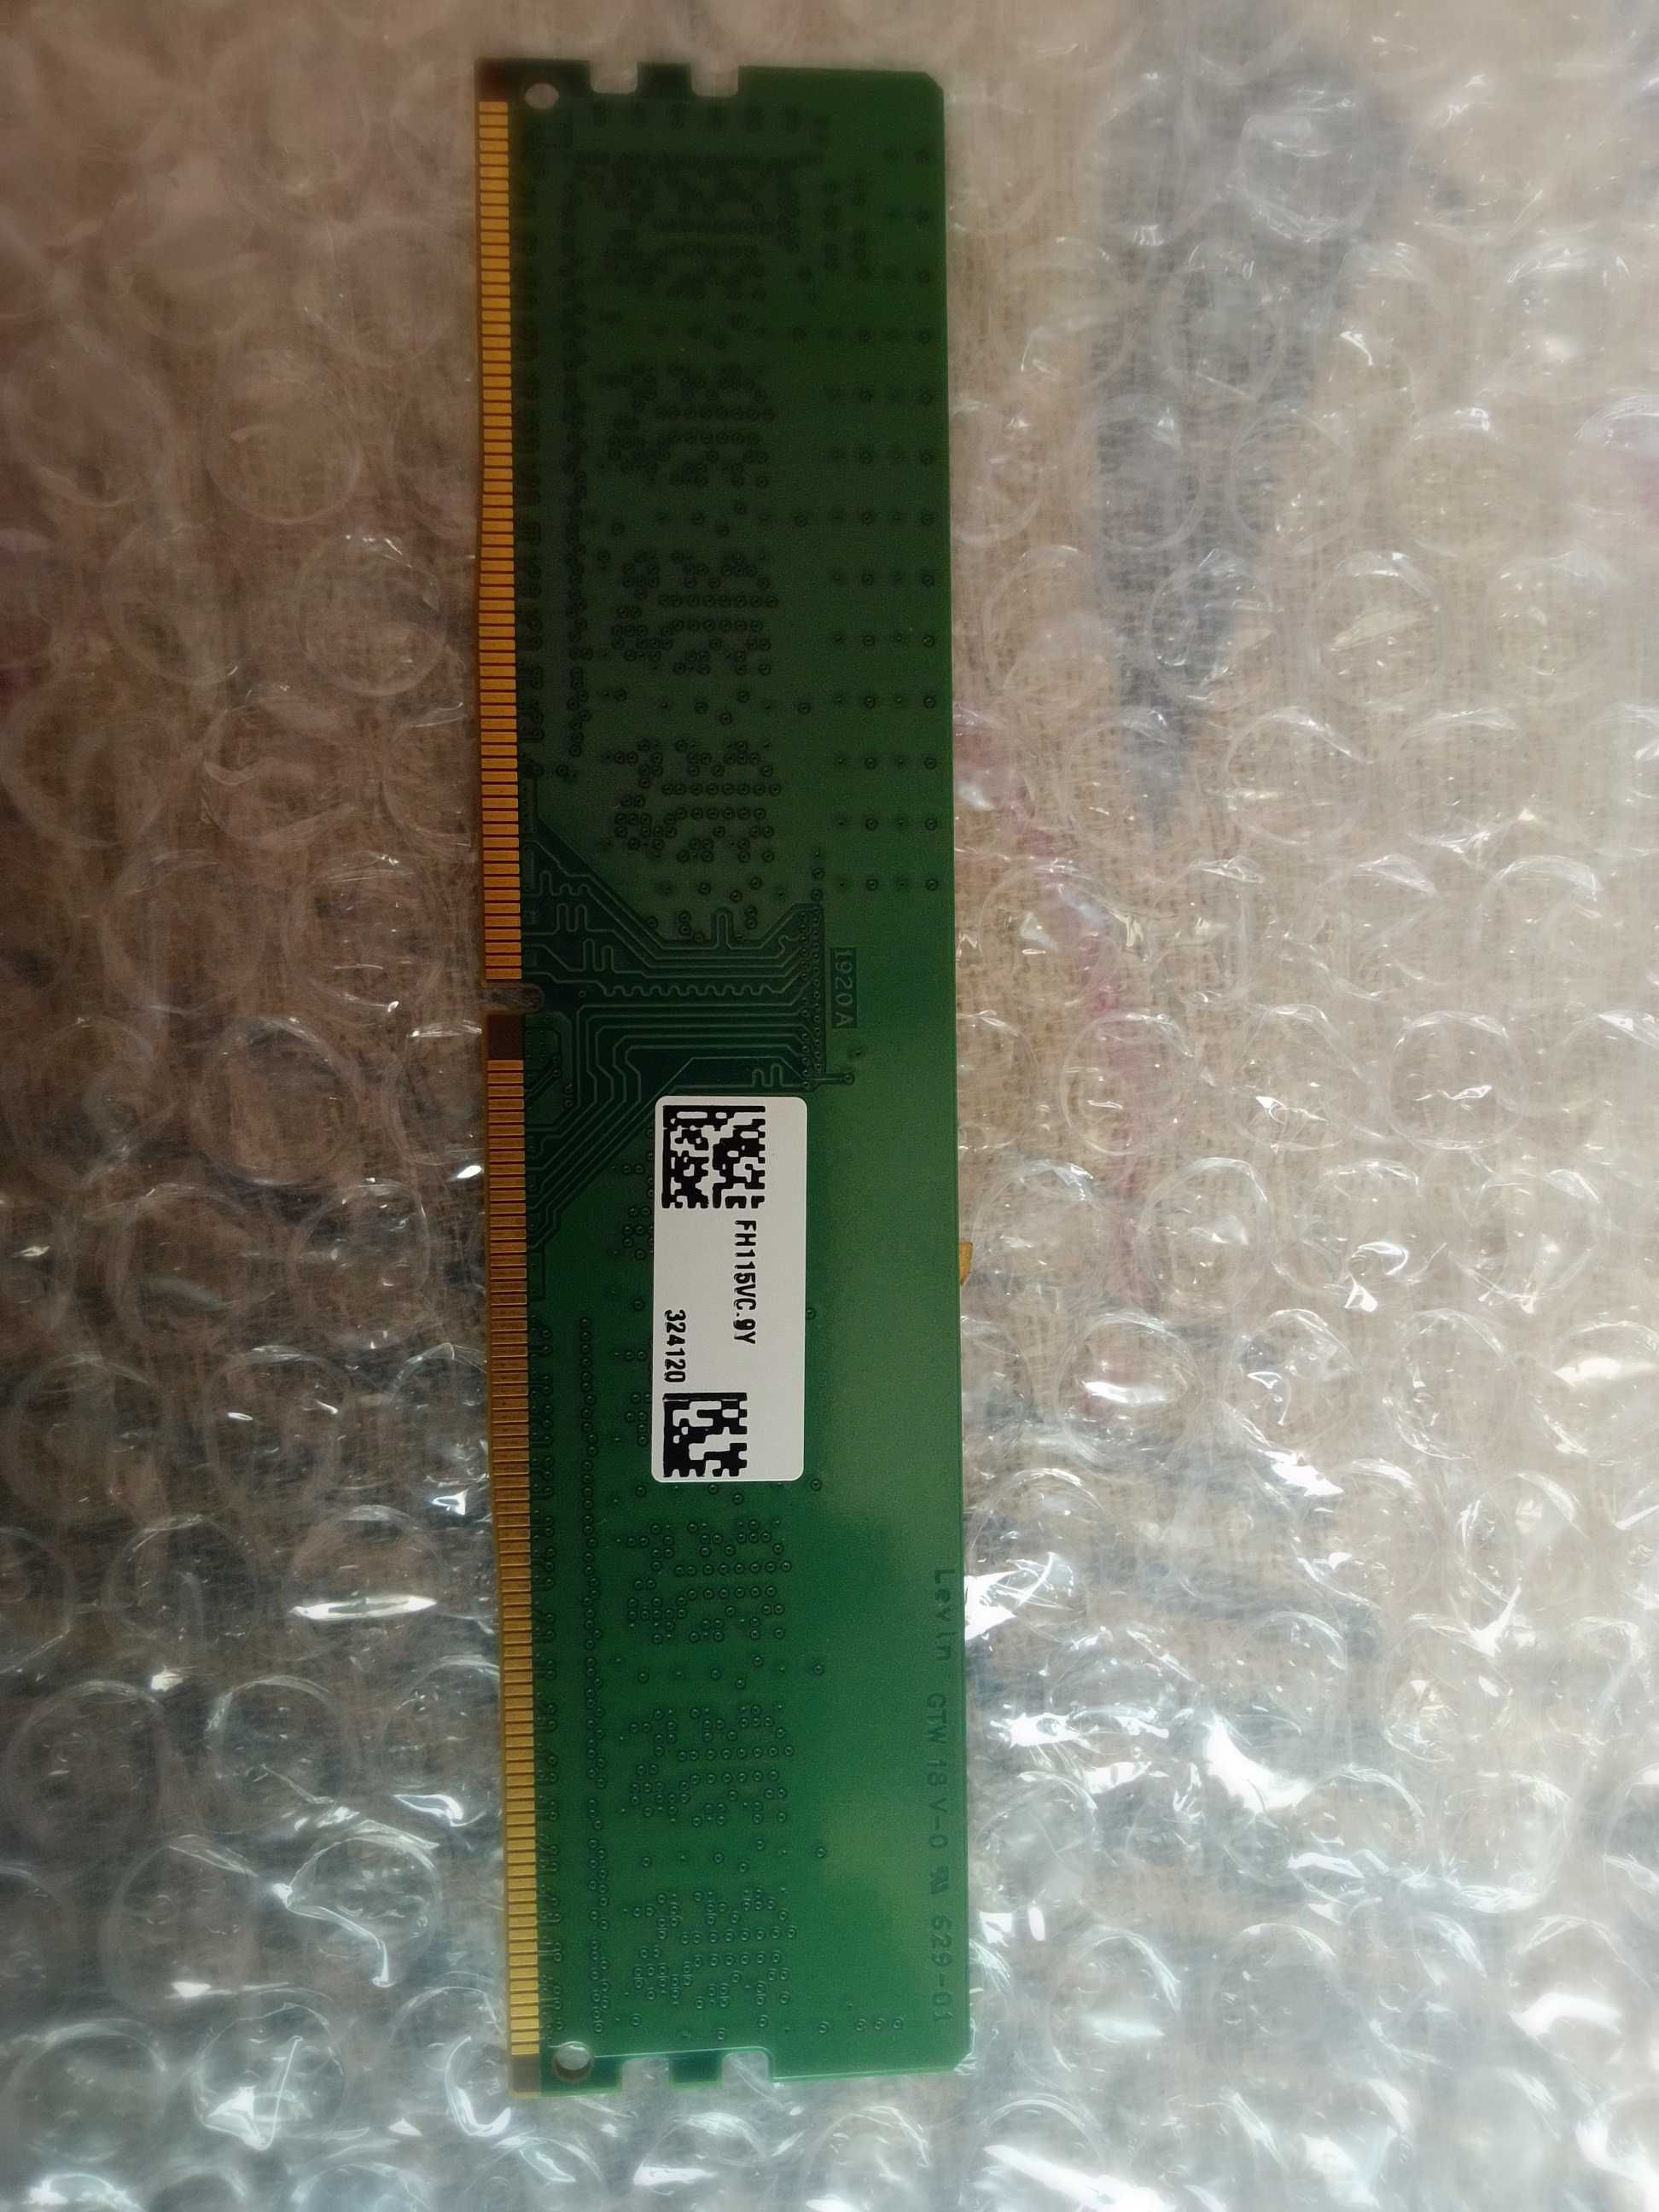 1920A
FH115VC.9Y
324120
Levin GTW 18 V-0 629-01